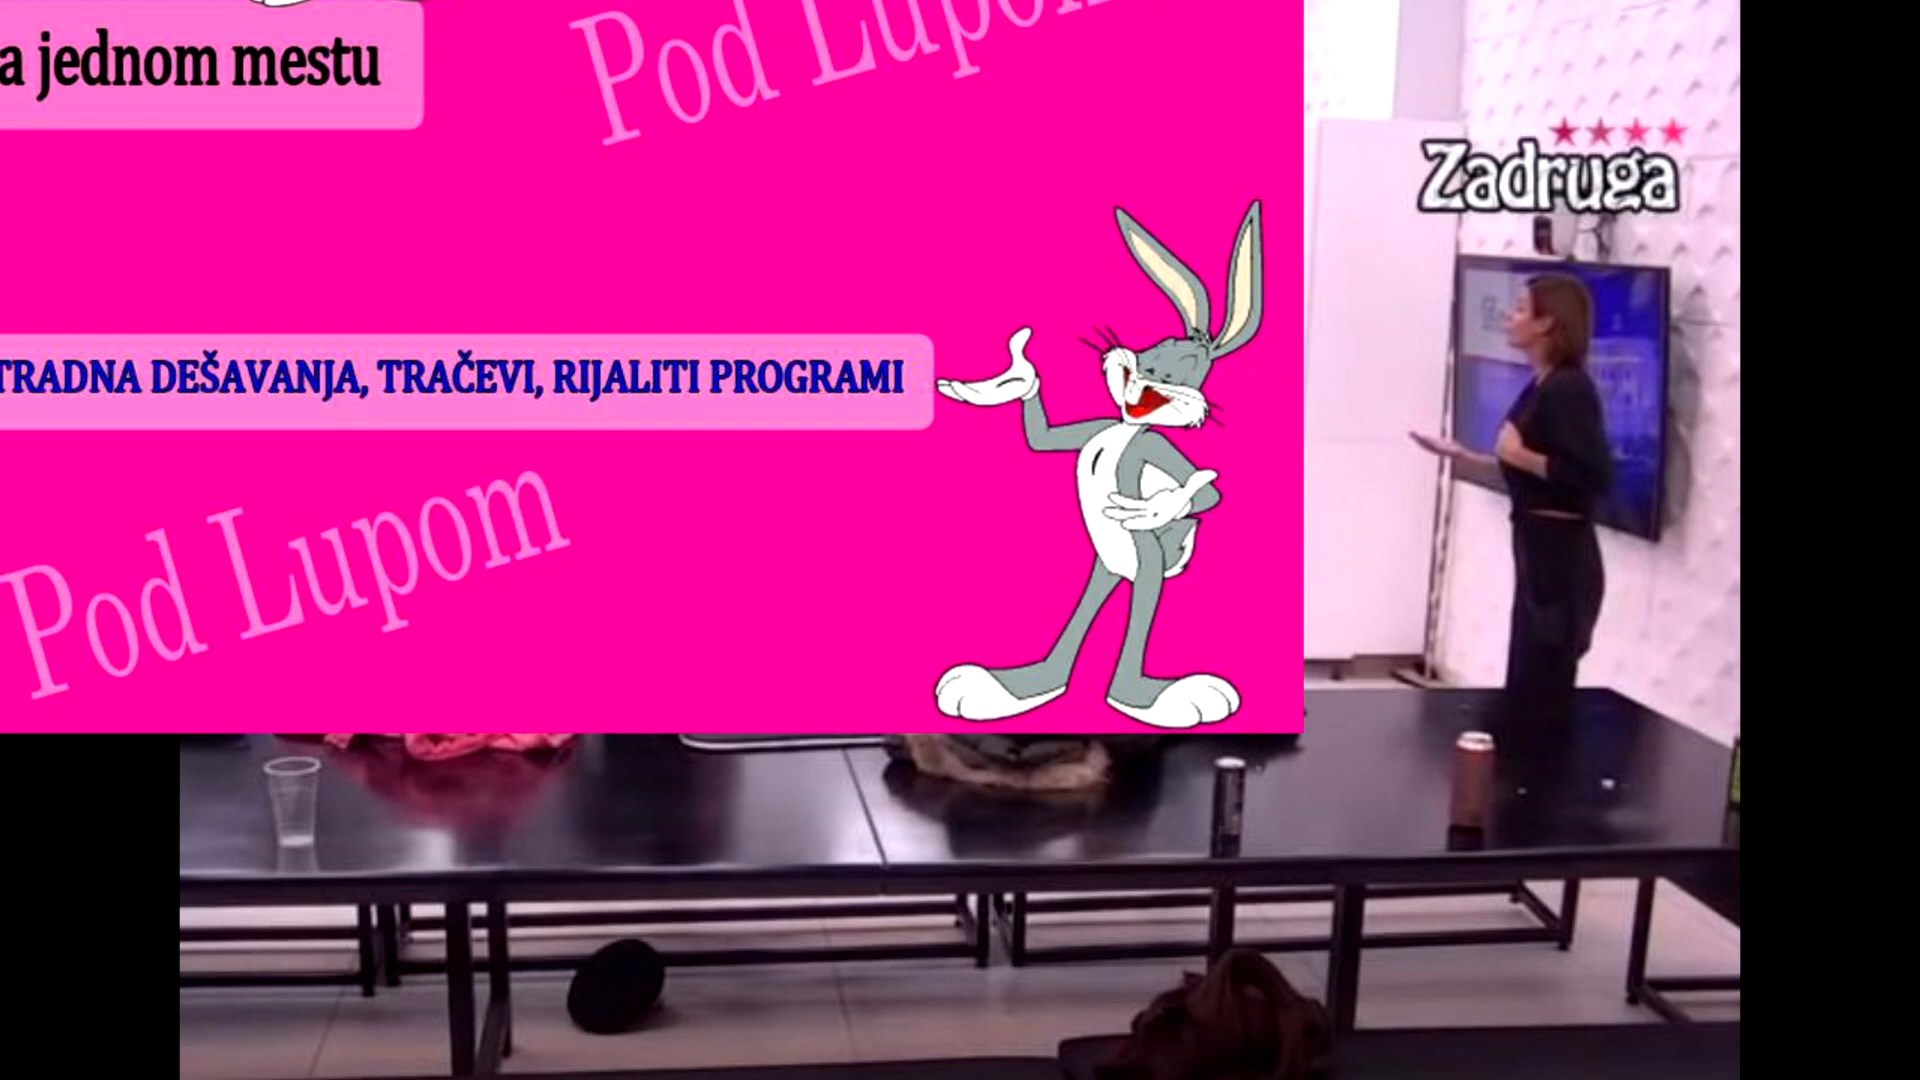 a jednom mestu
Pod Lupom
Zadruga
TRADNA DEŠAVANJA, TRAČEVI, RIJALITI PROGRAMI
Pod Lupom